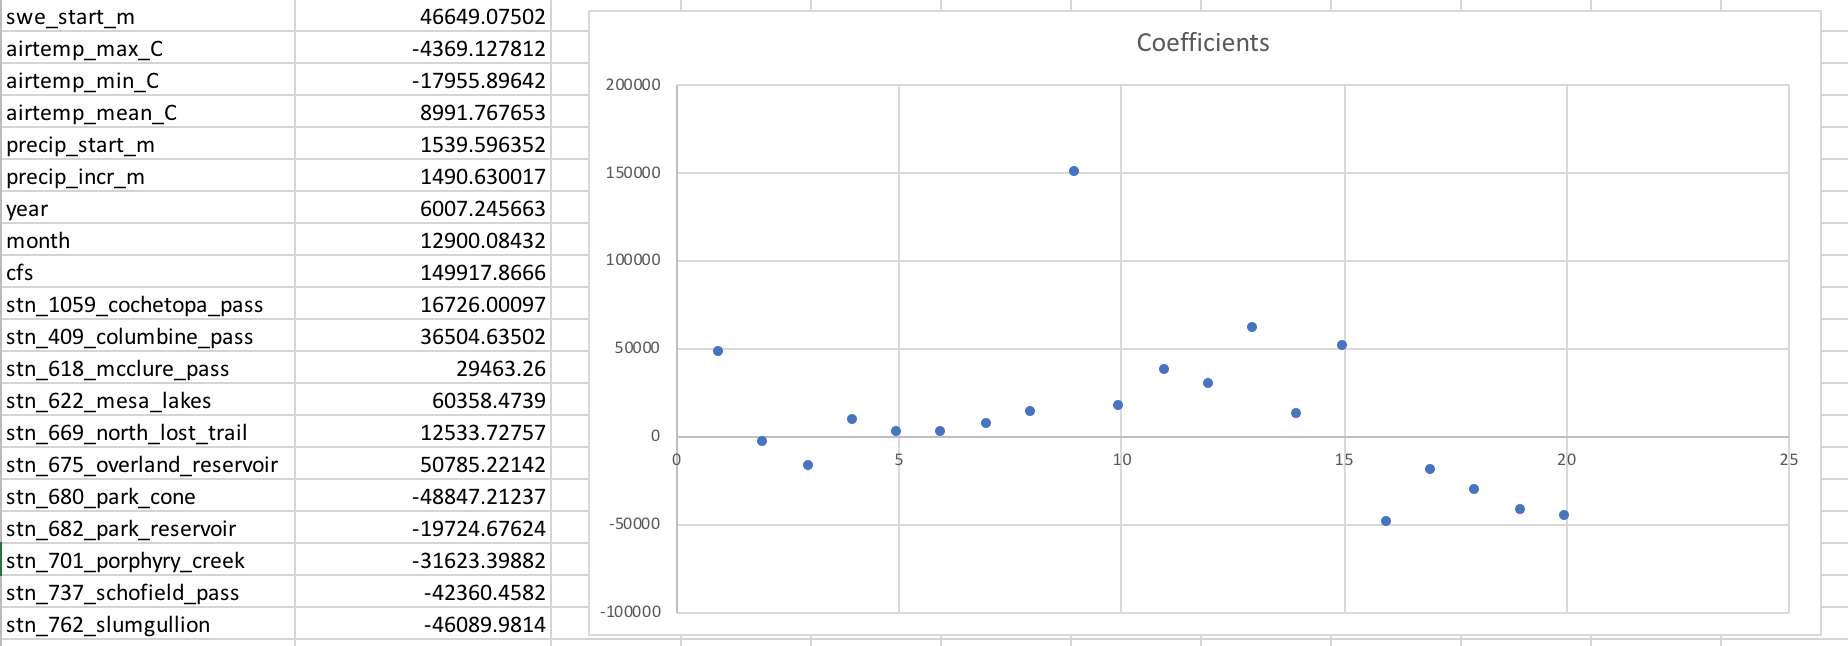 swe_start_m 46649.07502
airtemp_max_C -4369.127812
airtemp_min_C -17955.89642
airtemp_mean_C 8991.767653
precip_start_m 1539.596352
precip_incr_m 1490.630017
year 6007.245663
month 12900.08432
cfs 149917.8666
stn_1059_cochetopa_pass 16726.00097
stn_409_columbine_pass 36504.63502
stn_618_mcclure_pass 29463.26
stn_622_mesa_lakes 60358.4739
stn_669_north_lost_trail 12533.72757
stn_675_overland_reservoir 50785.22142
stn_680_park_cone -48847.21237
stn_682_park_reservoir -19724.67624
stn_701_porphyry_creek -31623.39882
stn_737_schofield_pass -42360.4582
stn_762_slumgullion -46089.9814
Coefficients
200000
150000
100000
50000
0
-50000
-100000
0 5 10 15 20 25